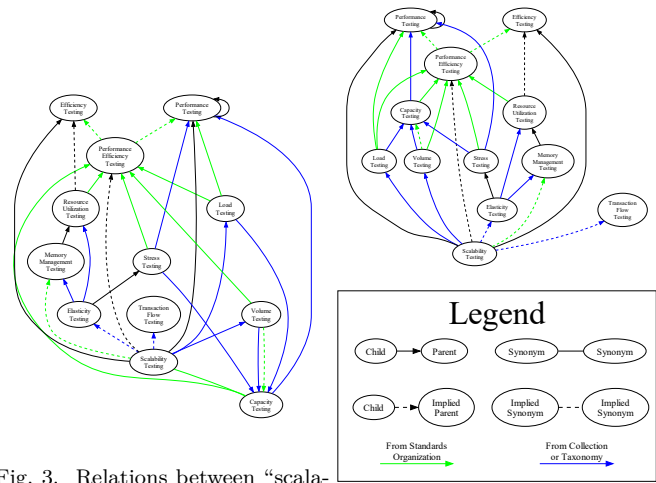 Efficiency
Testing
Performance
Testing
Performance
Efficiency
Testing
Resource
Utilization
Testing
Load
Testing
Memory
Management
Testing
Stress
Testing
Elasticity
Testing
Transaction
Flow
Testing
Volume
Testing
Scalability
Testing
Capacity
Testing
Fig. 3. Relations between “scala-
Performance
Testing
Efficiency
Testing
Performance
Efficiency
Testing
Capacity
Testing
Resource
Utilization
Testing
Load
Testing
Volume
Testing
Stress
Testing
Memory
Management
Testing
Elasticity
Testing
Transaction
Flow
Testing
Scalability
Testing
Legend
Child
Parent
Synonym
Synonym
Child
Implied
Parent
Implied
Synonym
Implied
Synonym
From Standards
Organization
From Collection
or Taxonomy